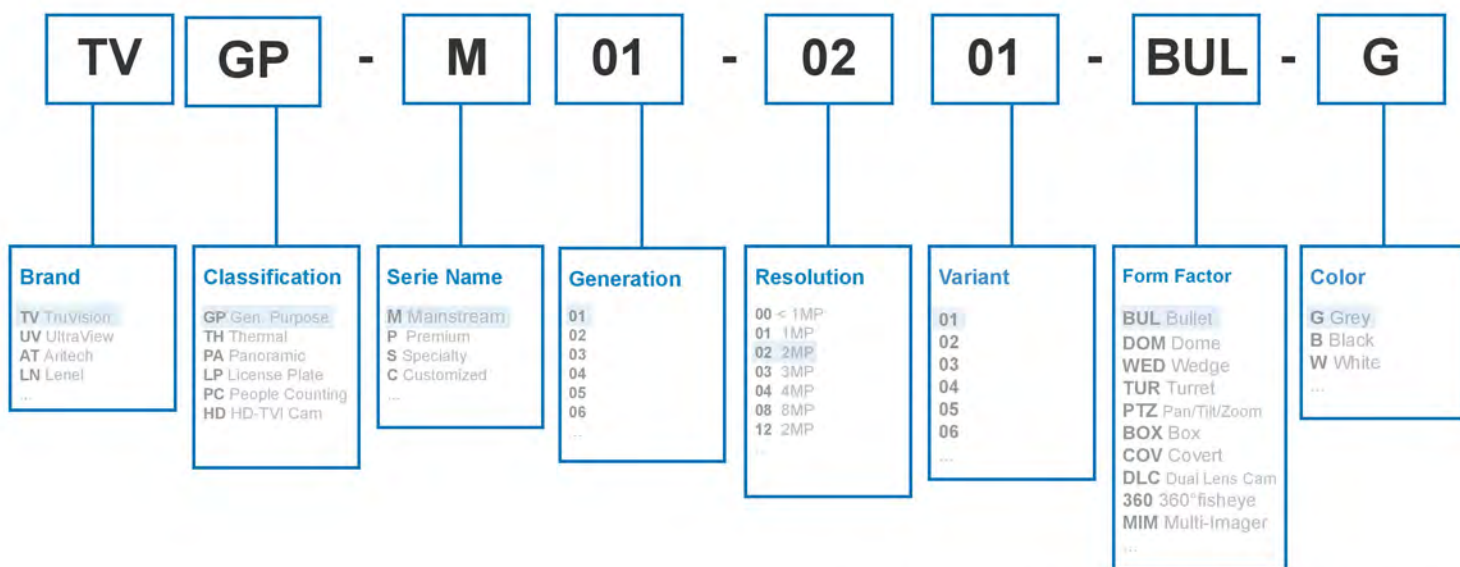 TV GP - M 01 - 02 01 - BUL - G
Brand
TV TruVision
UV UltraView
AT Aritech
LN Lenel
...
Classification
GP Gen. Purpose
TH Thermal
PA Panoramic
LP License Plate
PC People Counting
HD HD-TVI Cam
Serie Name
M Mainstream
P Premium
S Specialty
C Customized
...
Generation
01
02
03
04
05
06
...
Resolution
00 < 1MP
01 1MP
02 2MP
03 3MP
04 4MP
08 8MP
12 2MP
...
Variant
01
02
03
04
05
06
...
Form Factor
BUL Bullet
DOM Dome
WED Wedge
TUR Turret
PTZ Pan/Tilt/Zoom
BOX Box
COV Covert
DLC Dual Lens Cam
360 360°fisheye
MIM Multi-Imager
...
Color
G Grey
B Black
W White
...